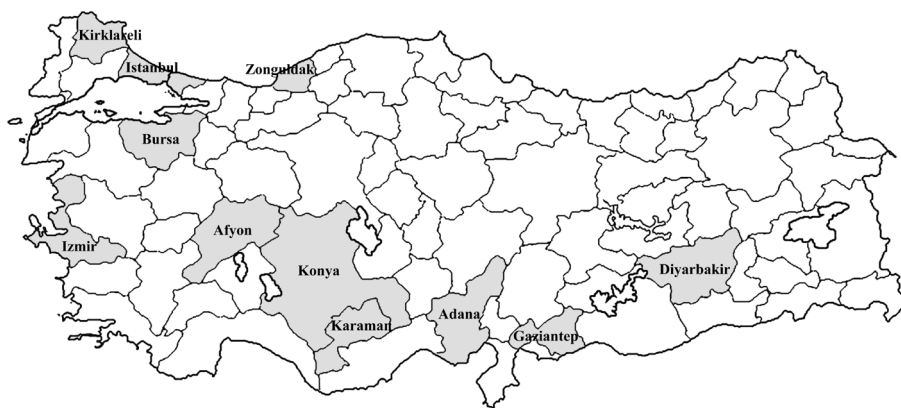 Kirklareli
Istanbul
Zonguldak
Bursa
Afyon
Izmir
Konya
Diyarbakir
Adana
Karaman
Gaziantep